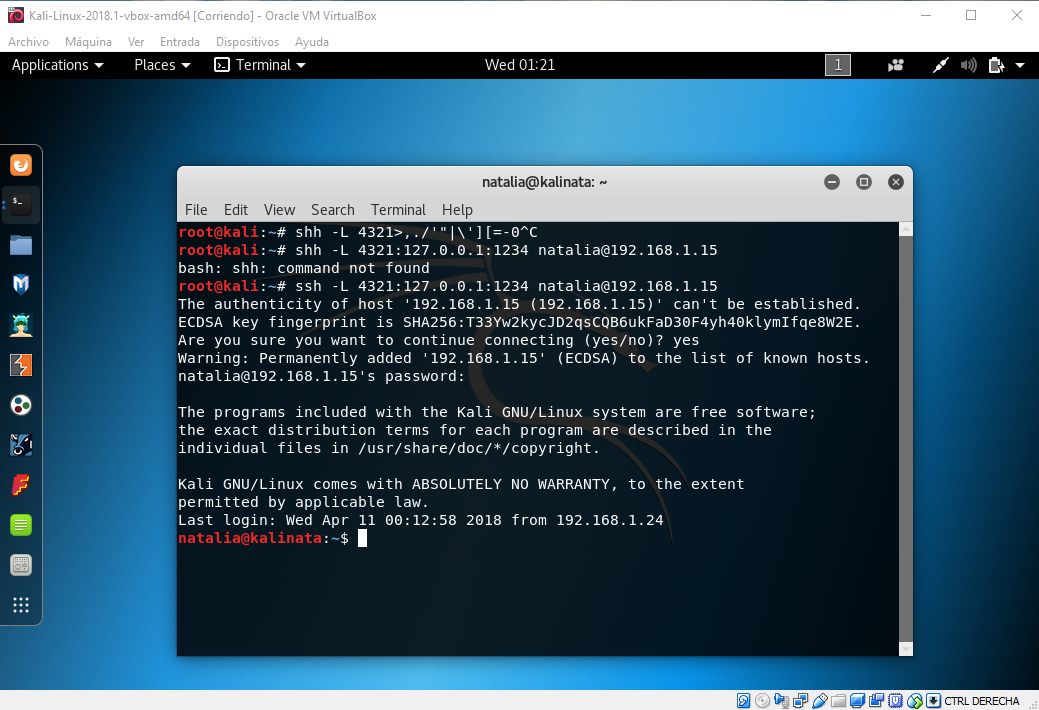 Kali-Linux-2018.1-vbox-amd64 [Corriendo] - Oracle VM VirtualBox
Archivo Máquina Ver Entrada Dispositivos Ayuda
Applications Places Terminal Wed 01:21 1
natalia@kalinata: ~
File Edit View Search Terminal Help
root@kali:~# shh -L 4321>,./'"|\'][=-0^C
root@kali:~# shh -L 4321:127.0.0.1:1234 natalia@192.168.1.15
bash: shh: command not found
root@kali:~# ssh -L 4321:127.0.0.1:1234 natalia@192.168.1.15
The authenticity of host '192.168.1.15 (192.168.1.15)' can't be established.
ECDSA key fingerprint is SHA256:T33Yw2kycJD2qsCQB6ukFaD30F4yh40klymIfqe8W2E.
Are you sure you want to continue connecting (yes/no)? yes
Warning: Permanently added '192.168.1.15' (ECDSA) to the list of known hosts.
natalia@192.168.1.15's password:
The programs included with the Kali GNU/Linux system are free software;
the exact distribution terms for each program are described in the
individual files in /usr/share/doc/*/copyright.
Kali GNU/Linux comes with ABSOLUTELY NO WARRANTY, to the extent
permitted by applicable law.
Last login: Wed Apr 11 00:12:58 2018 from 192.168.1.24
natalia@kalinata:~$
CTRL DERECHA